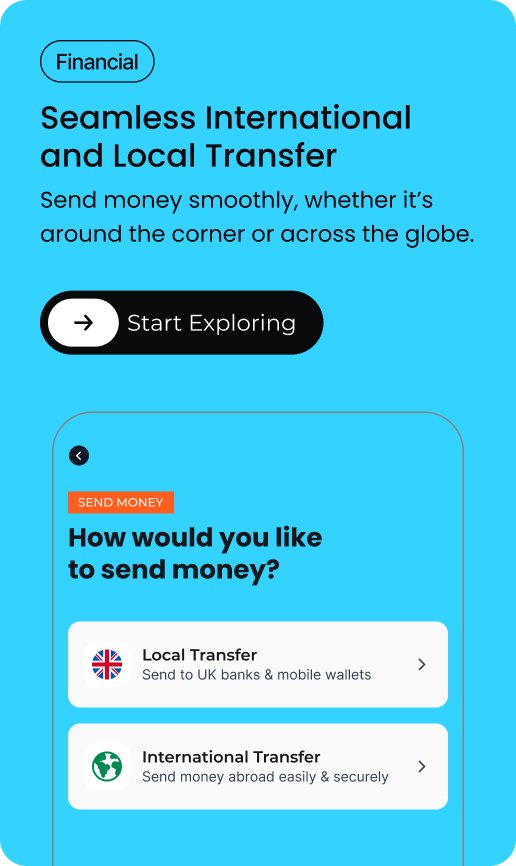 Financial
Seamless International
and Local Transfer
Send money smoothly, whether it’s
around the corner or across the globe.
Start Exploring
SEND MONEY
How would you like
to send money?
Local Transfer
Send to UK banks & mobile wallets
International Transfer
Send money abroad easily & securely